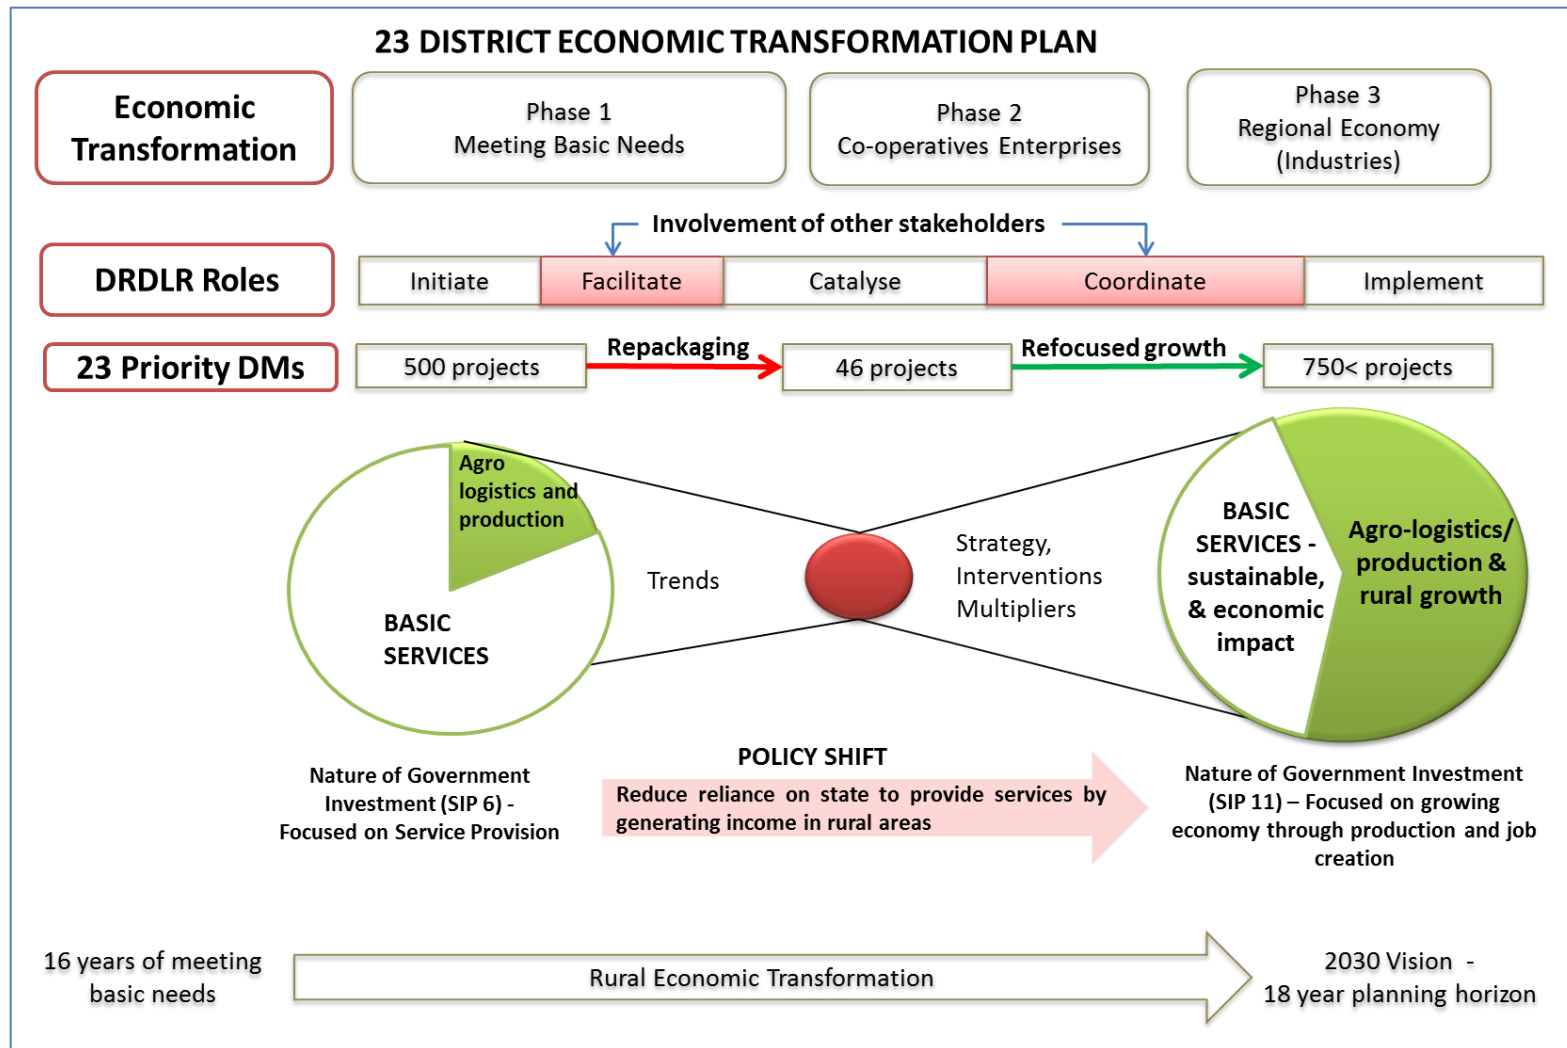 23 DISTRICT ECONOMIC TRANSFORMATION PLAN
Economic
Transformation
Phase 1
Meeting Basic Needs
Phase 2
Co-operatives Enterprises
Phase 3
Regional Economy
(Industries)
Involvement of other stakeholders
DRDLR Roles
Initiate
Facilitate
Catalyse
Coordinate
Implement
23 Priority DMs
500 projects
Repackaging
46 projects
Refocused growth
750< projects
Agro
logistics and
production
BASIC
SERVICES
Trends
Strategy,
Interventions
Multipliers
BASIC
SERVICES -
sustainable,
& economic
impact
Agro-logistics/
production &
rural growth
Nature of Government
Investment (SIP 6) -
Focused on Service Provision
POLICY SHIFT
Reduce reliance on state to provide services by
generating income in rural areas
Nature of Government Investment
(SIP 11) – Focused on growing
economy through production and job
creation
16 years of meeting
basic needs
Rural Economic Transformation
2030 Vision -
18 year planning horizon